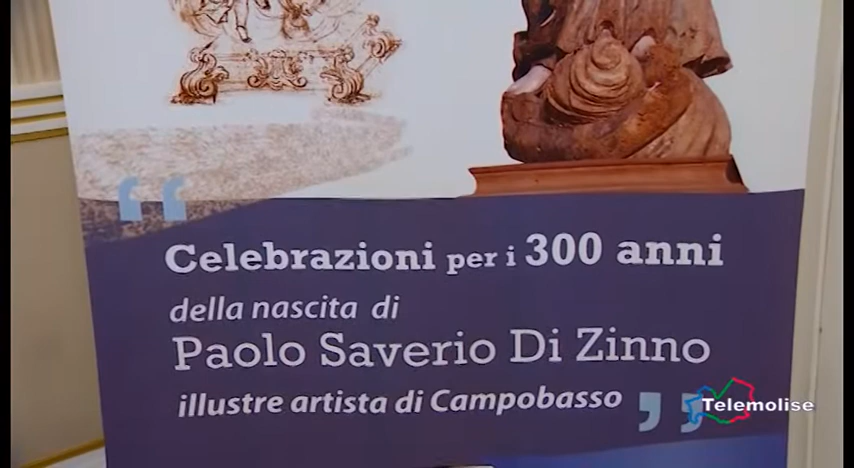 “
Celebrazioni per i 300 anni
della nascita di
Paolo Saverio Di Zinno
illustre artista di Campobasso ”
Telemolise